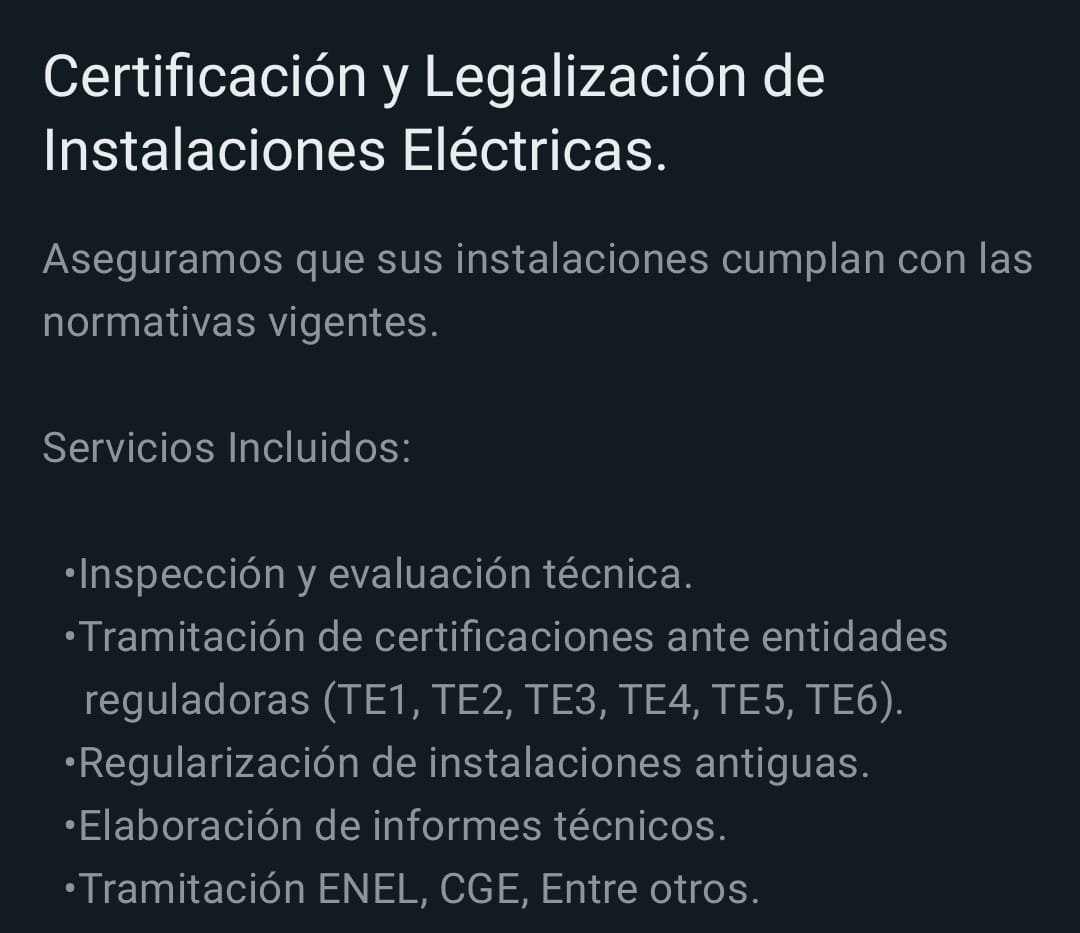 Certificación y Legalización de
Instalaciones Eléctricas.
Aseguramos que sus instalaciones cumplan con las
normativas vigentes.
Servicios Incluidos:
•Inspección y evaluación técnica.
•Tramitación de certificaciones ante entidades
reguladoras (TE1, TE2, TE3, TE4, TE5, TE6).
•Regularización de instalaciones antiguas.
•Elaboración de informes técnicos.
•Tramitación ENEL, CGE, Entre otros.